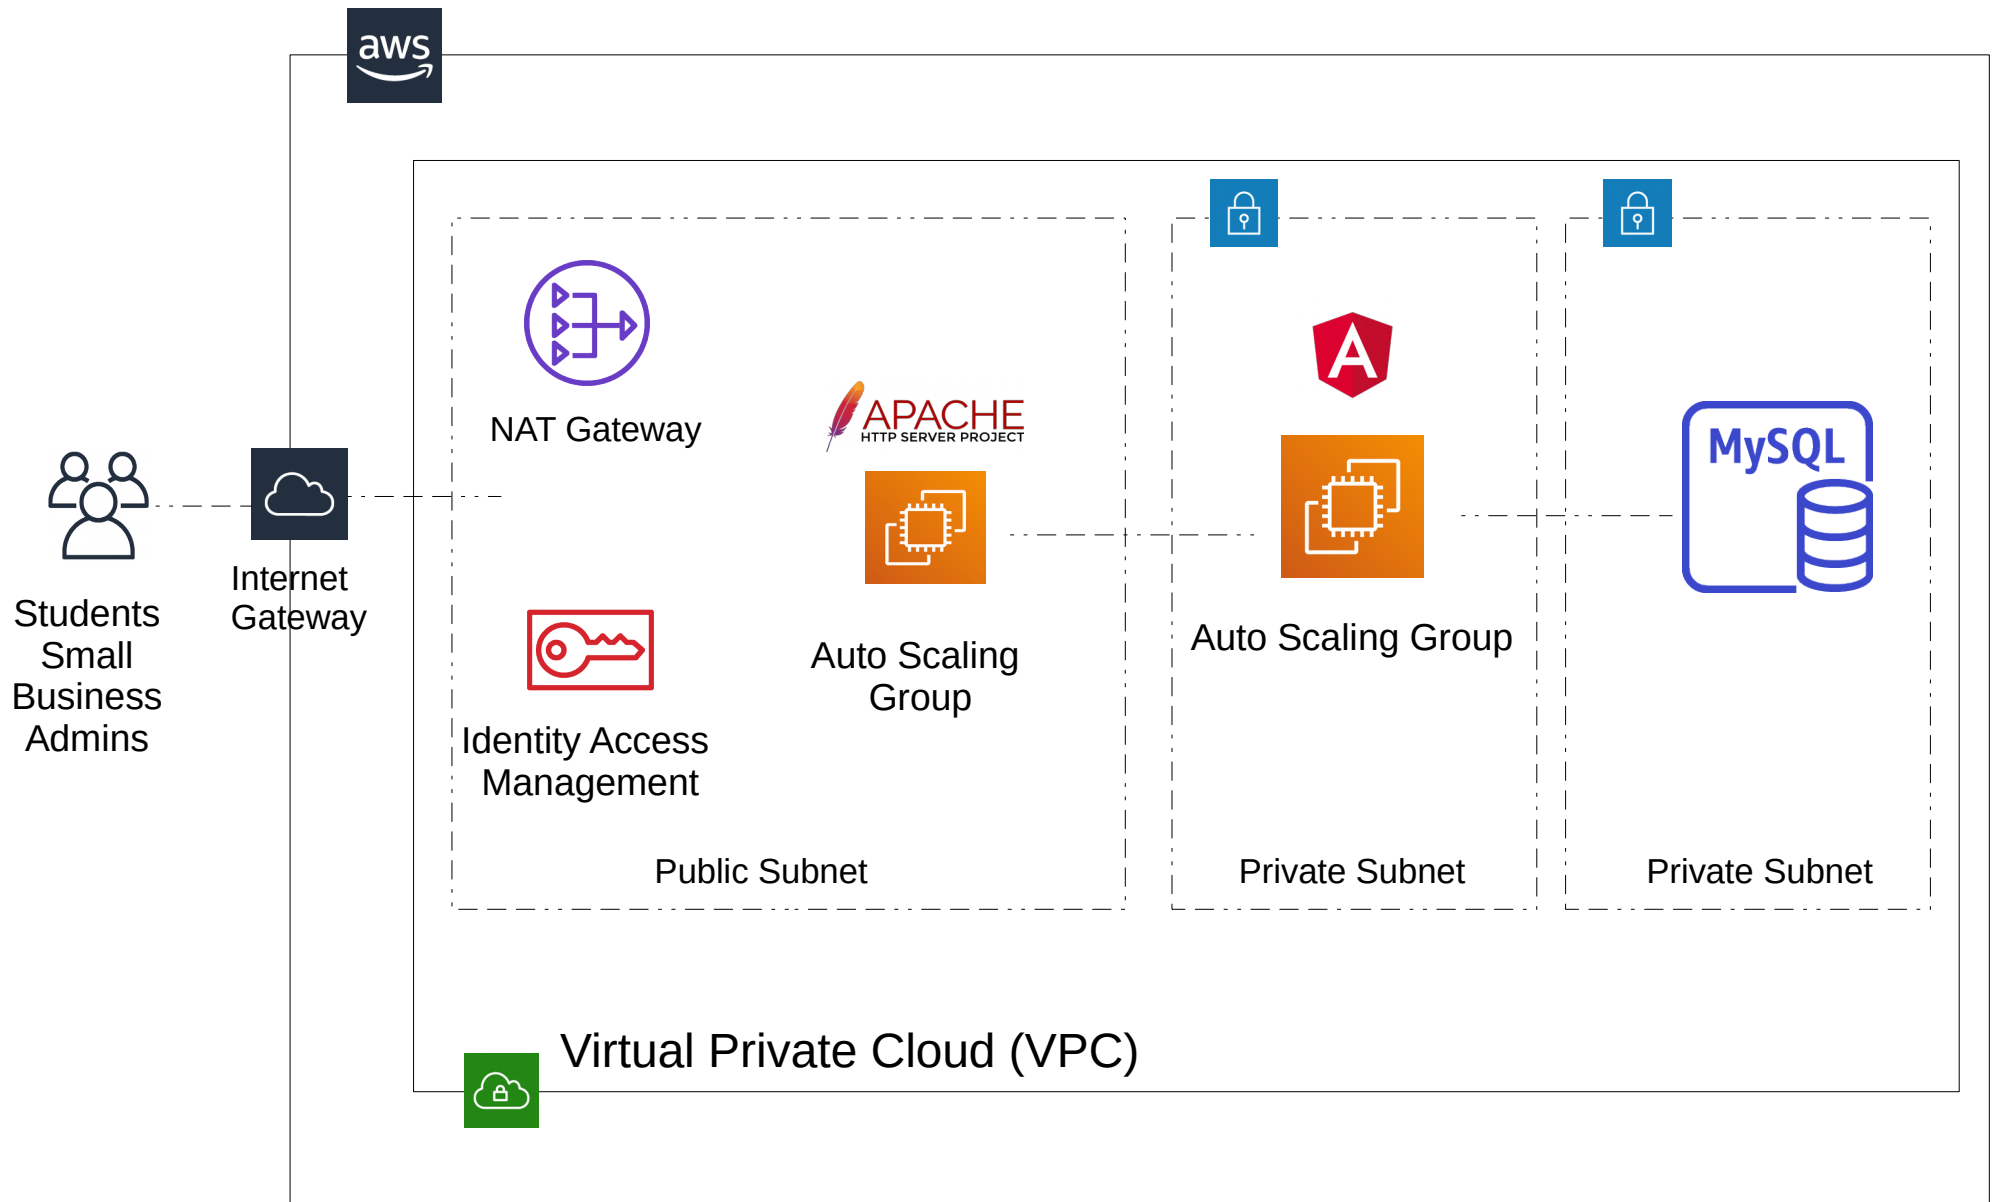 aws
NAT Gateway
APACHE
HTTP SERVER PROJECT
A
MySQL
Internet
Gateway
Students
Small
Business
Admins
Auto Scaling
Group
Auto Scaling Group
Identity Access
Management
Public Subnet
Private Subnet
Private Subnet
Virtual Private Cloud (VPC)